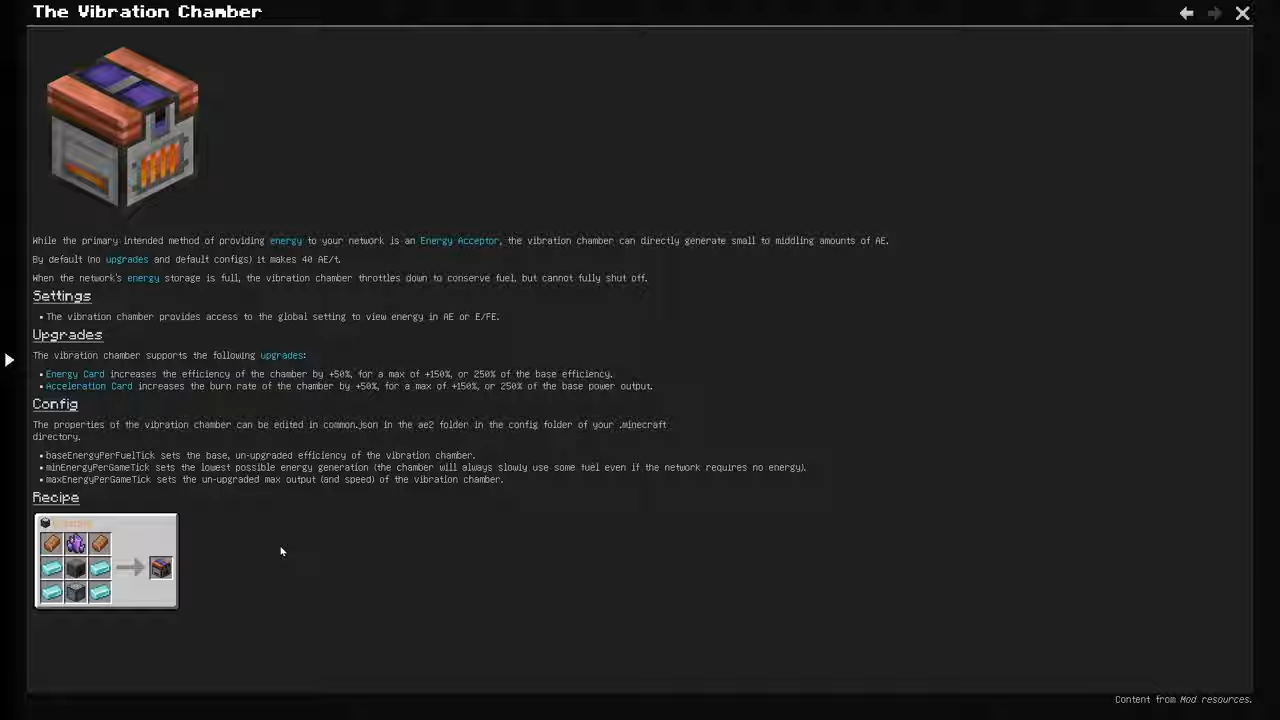 The Vibration Chamber
While the primary intended method of providing energy to your network is an Energy Acceptor, the vibration chamber can directly generate small to middling amounts of AE.
By default (no upgrades and default configs) it makes 40 AE/t.
When the network's energy storage is full, the vibration chamber throttles down to conserve fuel, but cannot fully shut off.
Settings
• The vibration chamber provides access to the global setting to view energy in AE or E/FE.
Upgrades
The vibration chamber supports the following upgrades:
• Energy Card increases the efficiency of the chamber by +50%, for a max of +150%, or 250% of the base efficiency.
• Acceleration Card increases the burn rate of the chamber by +50%, for a max of +150%, or 250% of the base power output.
Config
The properties of the vibration chamber can be edited in common.json in the ae2 folder in the config folder of your .minecraft
directory.
• baseEnergyPerFuelTick sets the base, un-upgraded efficiency of the vibration chamber.
• minEnergyPerGameTick sets the lowest possible energy generation (the chamber will always slowly use some fuel even if the network requires no energy).
• maxEnergyPerGameTick sets the un-upgraded max output (and speed) of the vibration chamber.
Recipe
Content from Mod resources.